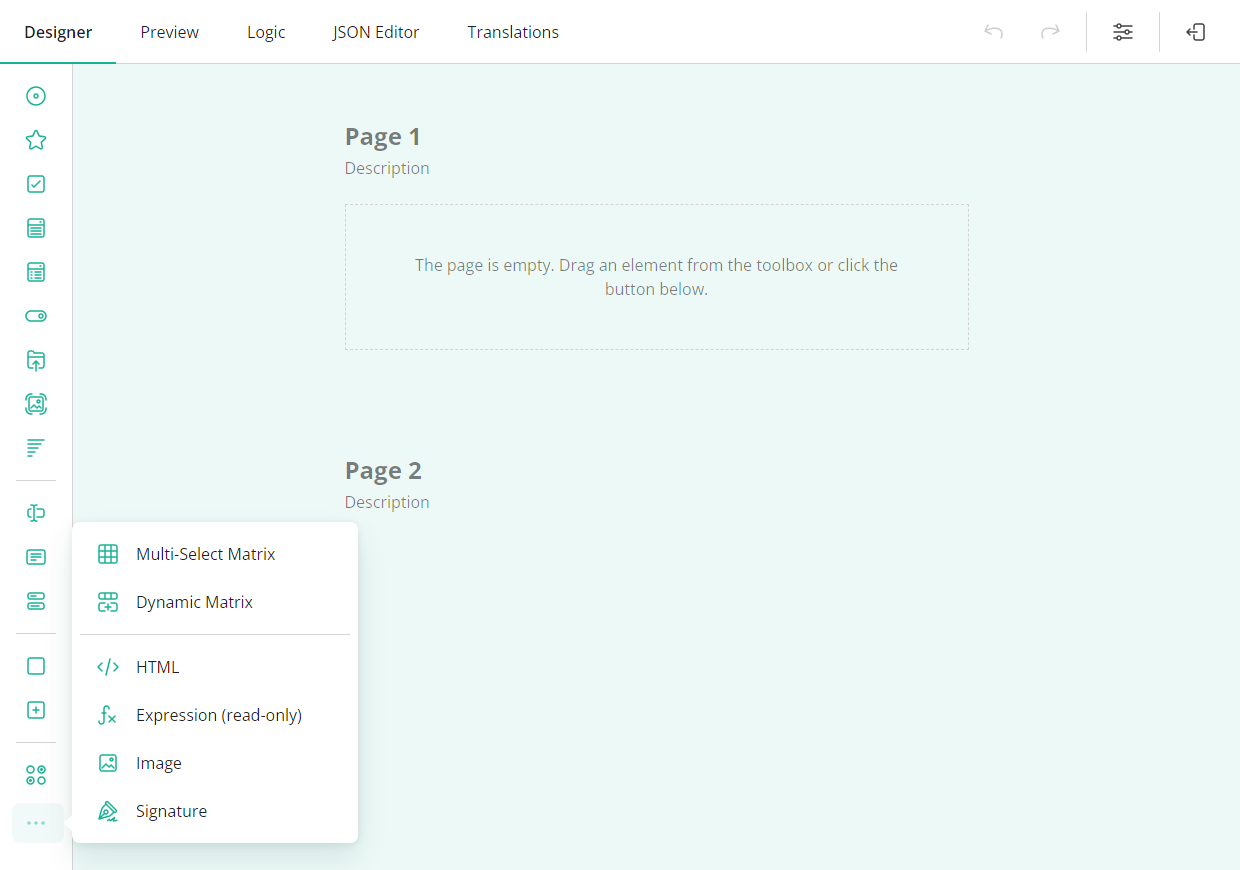 Designer
Preview
Logic
JSON Editor
Translations
Page 1
Description
The page is empty. Drag an element from the toolbox or click the
button below.
Page 2
Description
Multi-Select Matrix
Dynamic Matrix
HTML
Expression (read-only)
Image
Signature